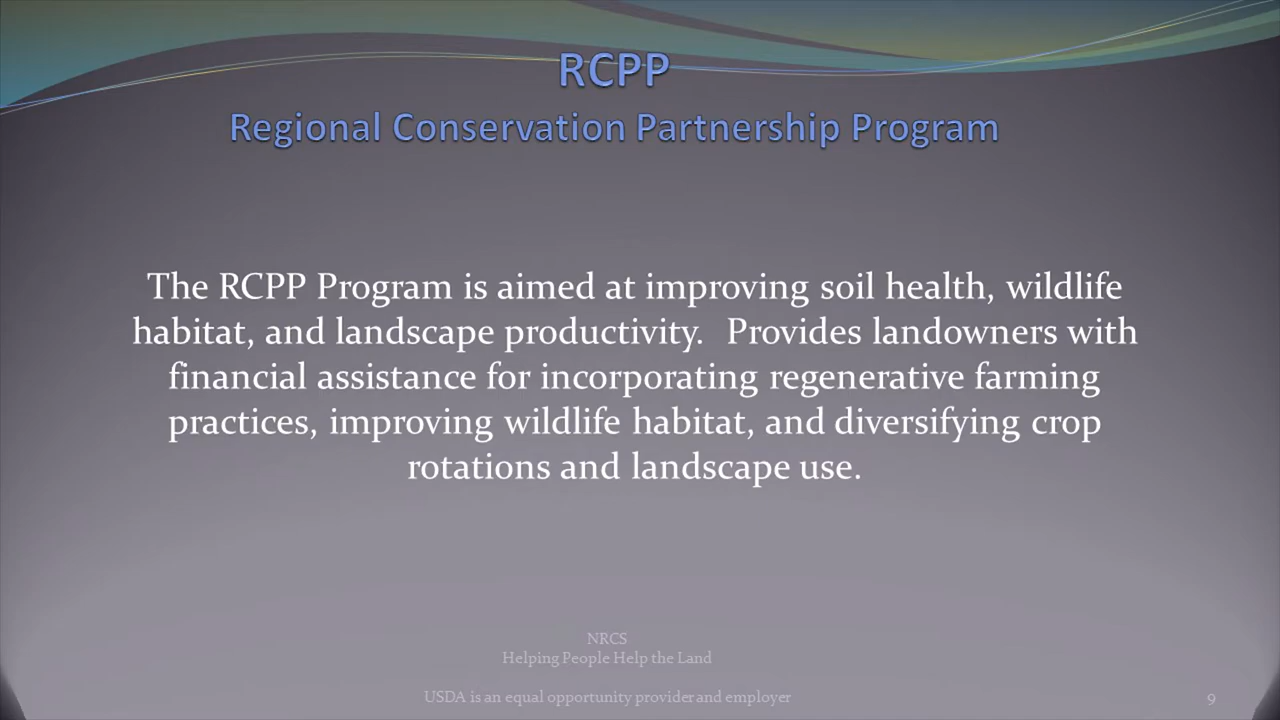 RCPP
Regional Conservation Partnership Program
The RCPP Program is aimed at improving soil health, wildlife
habitat, and landscape productivity.  Provides landowners with
financial assistance for incorporating regenerative farming
practices, improving wildlife habitat, and diversifying crop
rotations and landscape use.
NRCS
Helping People Help the Land
USDA is an equal opportunity provider and employer
9